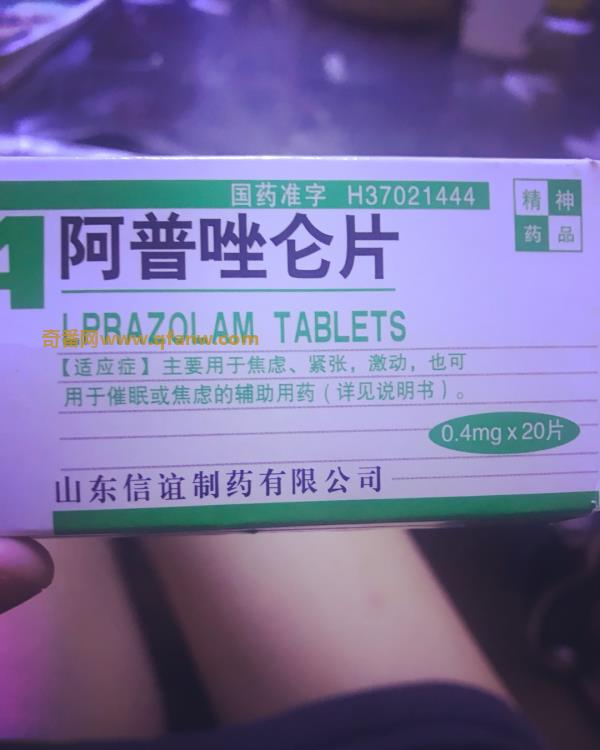 国药准字 H37021444
精神
药品
A
阿普唑仑片
LPRAZOLAM TABLETS
奇番网www.qfanw.com
【适应症】主要用于焦虑、紧张，激动，也可
用于催眠或焦虑的辅助用药（详见说明书）。
0.4mg x 20片
山东信谊制药有限公司